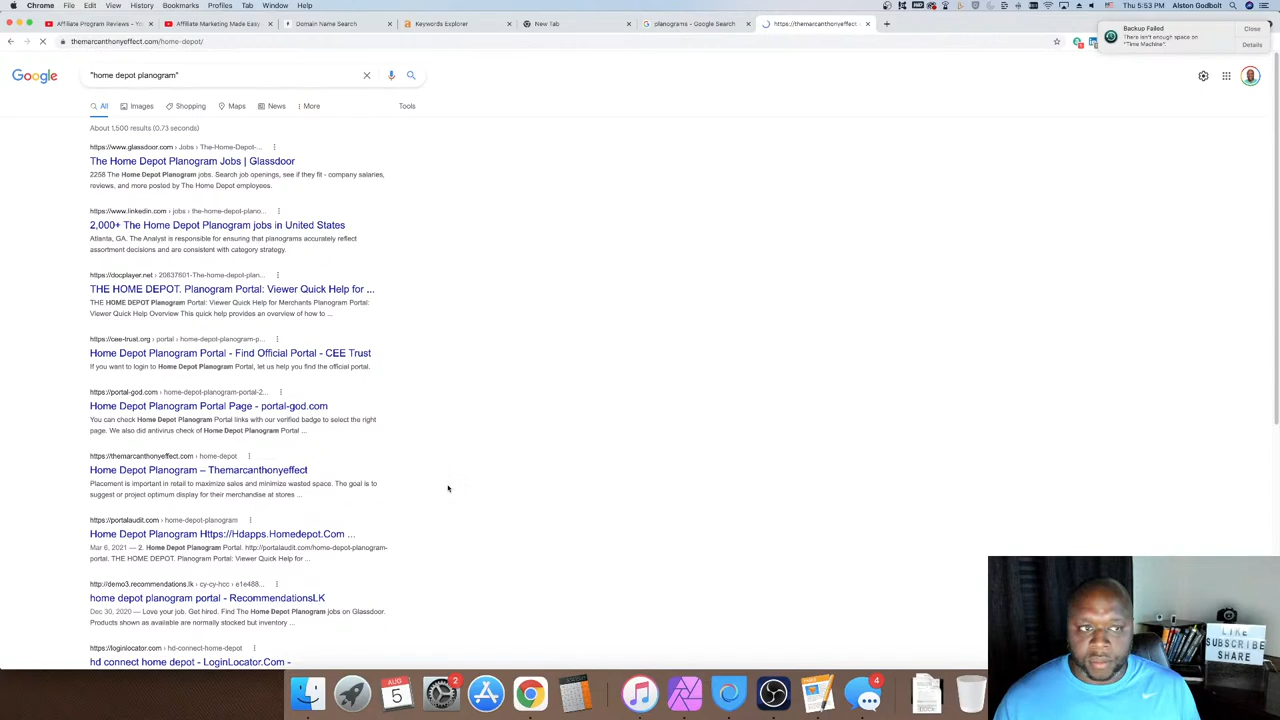 Chrome File Edit View History Bookmarks Profiles Tab Window Help
Thu 5:53 PM Alston Godbolt
Affiliate Program Reviews – Yo
Affiliate Marketing Made Easy
Domain Name Search
Keywords Explorer
New Tab
planograms - Google Search
https://themarcanthonyeffect
themarcanthonyeffect.com/home-depot/
Backup Failed
There isn't enough space on
"Time Machine".
Close
Details
Google
"home depot planogram"
All Images Shopping Maps News More Tools
About 1,500 results (0.73 seconds)
https://www.glassdoor.com › Jobs › The-Home-Depot-...
The Home Depot Planogram Jobs | Glassdoor
2258 The Home Depot Planogram jobs. Search job openings, see if they fit - company salaries,
reviews, and more posted by The Home Depot employees.
https://www.linkedin.com › jobs › the-home-depot-plano...
2,000+ The Home Depot Planogram jobs in United States
Atlanta, GA. The Analyst is responsible for ensuring that planograms accurately reflect
assortment decisions and are consistent with category strategy.
https://docplayer.net › 20837601-The-home-depot-plan...
THE HOME DEPOT. Planogram Portal: Viewer Quick Help for ...
THE HOME DEPOT Planogram Portal: Viewer Quick Help for Merchants Planogram Portal:
Viewer Quick Help Overview This quick help provides an overview of how to ...
https://cee-trust.org › portal › home-depot-planogram-p...
Home Depot Planogram Portal - Find Official Portal - CEE Trust
If you want to login to Home Depot Planogram Portal, let us help you find the official portal.
https://portal-god.com › home-depot-planogram-portal-2...
Home Depot Planogram Portal Page - portal-god.com
You can check Home Depot Planogram Portal links with our verified badge to select the right
page. We also did antivirus check of Home Depot Planogram Portal ...
https://themarcanthonyeffect.com › home-depot
Home Depot Planogram – Themarcanthonyeffect
Placement is important in retail to maximize sales and minimize wasted space. The goal is to
suggest or project optimum display for their merchandise at stores ...
https://portalaudit.com › home-depot-planogram
Home Depot Planogram Https://Hdapps.Homedepot.Com ...
Mar 6, 2021 — 2. Home Depot Planogram Portal. http://portalaudit.com/home-depot-planogram-
portal. THE HOME DEPOT. Planogram Portal: Viewer Quick Help for ...
http://demo3.recommendations.lk › cy-cy-hcc › e1e488...
home depot planogram portal - RecommendationsLK
Dec 30, 2020 — Love your job. Get hired. Find The Home Depot Planogram jobs on Glassdoor.
Products shown as available are normally stocked but inventory ...
https://loginlocator.com › hd-connect-home-depot
hd connect home depot - LoginLocator.Com -
AUG
5
2
4
LIKE
SUBSCRIBE
SHARE